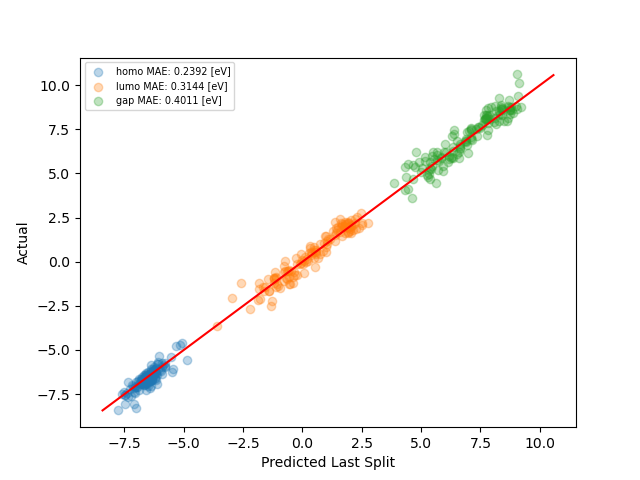 homo MAE: 0.2392 [eV]
lumo MAE: 0.3144 [eV]
gap MAE: 0.4011 [eV]
10.0
7.5
5.0
2.5
0.0
−2.5
−5.0
−7.5
Actual
−7.5 −5.0 −2.5 0.0 2.5 5.0 7.5 10.0
Predicted Last Split